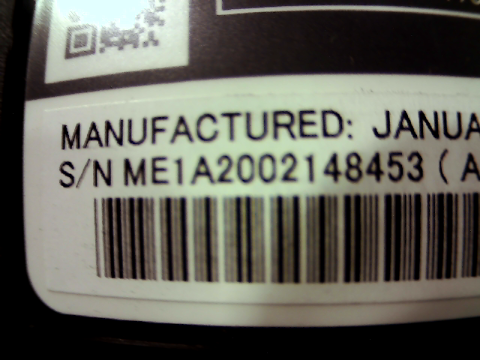 MANUFACTURED: JANUA
S/N ME1A2002148453 ( A